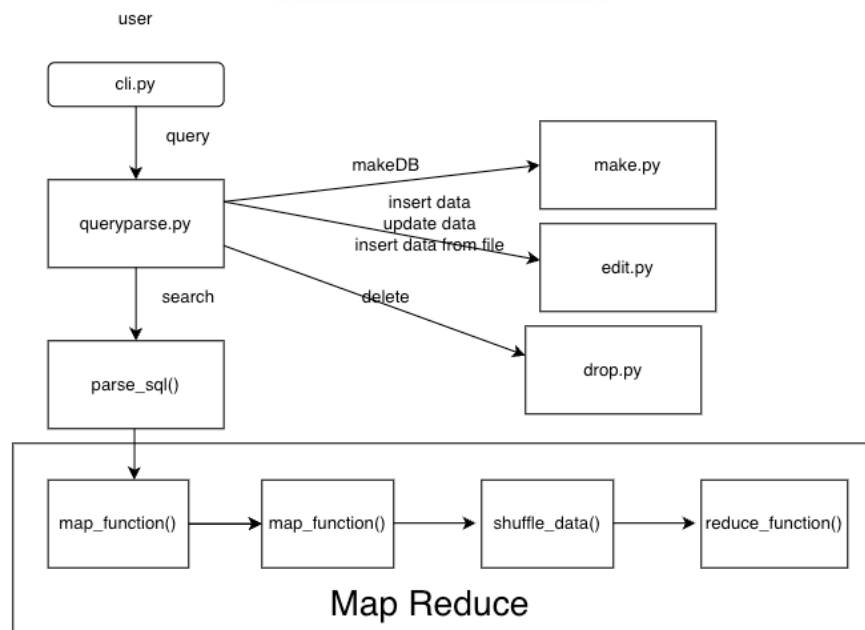 user
cli.py
query
makeDB
make.py
queryparse.py
insert data
update data
insert data from file
edit.py
search
delete
drop.py
parse_sql()
map_function()
map_function()
shuffle_data()
reduce_function()
Map Reduce